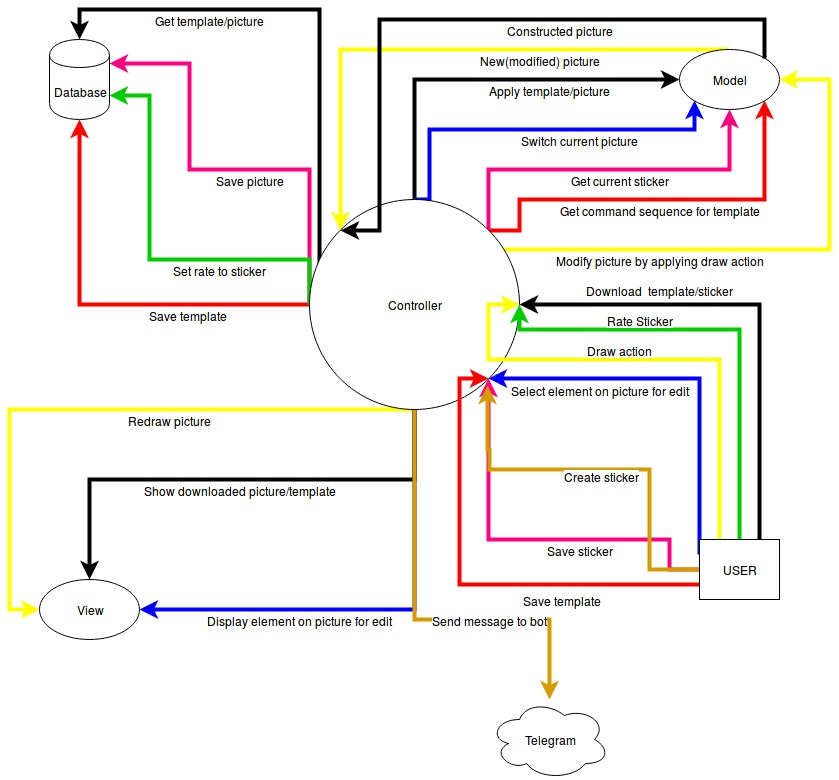 Get template/picture
Constructed picture
New(modified) picture
Model
Database
Apply template/picture
Switch current picture
Save picture
Get current sticker
Get command sequence for template
Modify picture by applying draw action
Set rate to sticker
Download  template/sticker
Controller
Save template
Rate Sticker
Draw action
Select element on picture for edit
Redraw picture
Create sticker
Show downloaded picture/template
Save sticker
USER
Save template
View
Display element on picture for edit
Send message to bot
Telegram